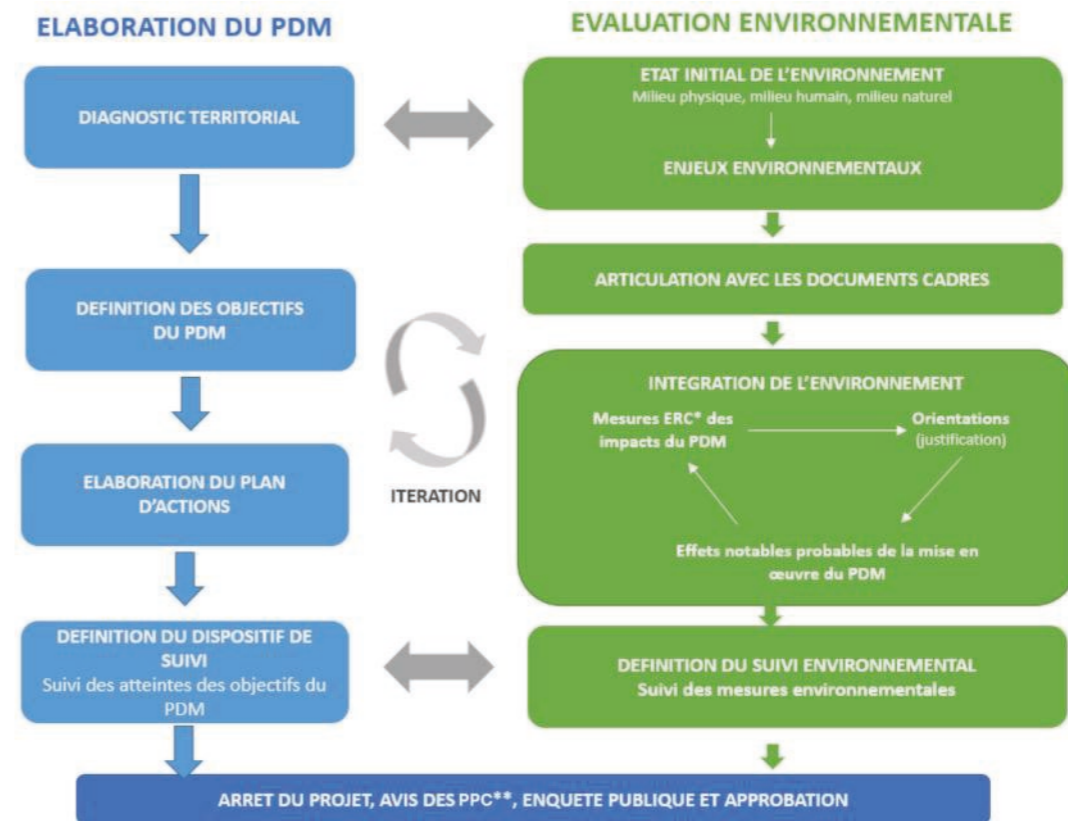 ELABORATION DU PDM
DIAGNOSTIC TERRITORIAL
DEFINITION DES OBJECTIFS
DU PDM
ELABORATION DU PLAN
D'ACTIONS
DEFINITION DU DISPOSITIF DE
SUIVI
Suivi des atteintes des objectifs du
PDM
ITERATION
EVALUATION ENVIRONNEMENTALE
ETAT INITIAL DE L'ENVIRONNEMENT
Milieu physique, milieu humain, milieu naturel
ENJEUX ENVIRONNEMENTAUX
ARTICULATION AVEC LES DOCUMENTS CADRES
INTEGRATION DE L'ENVIRONNEMENT
Mesures ERC* des
impacts du PDM
Orientations
(justification)
Effets notables probables de la mise en
œuvre du PDM
DEFINITION DU SUIVI ENVIRONNEMENTAL
Suivi des mesures environnementales
ARRET DU PROJET, AVIS DES PPC**, ENQUETE PUBLIQUE ET APPROBATION